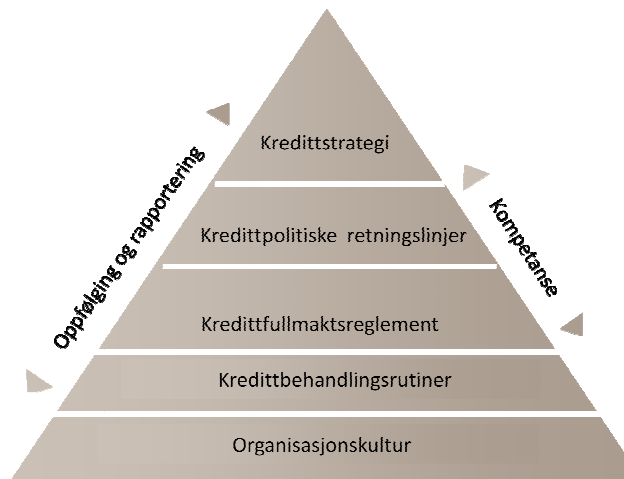 Kredittstrategi
Oppfølging og rapportering
Kompetanse
Kredittpolitiske retningslinjer
Kredittfullmaktsreglement
Kredittbehandlingsrutiner
Organisasjonskultur